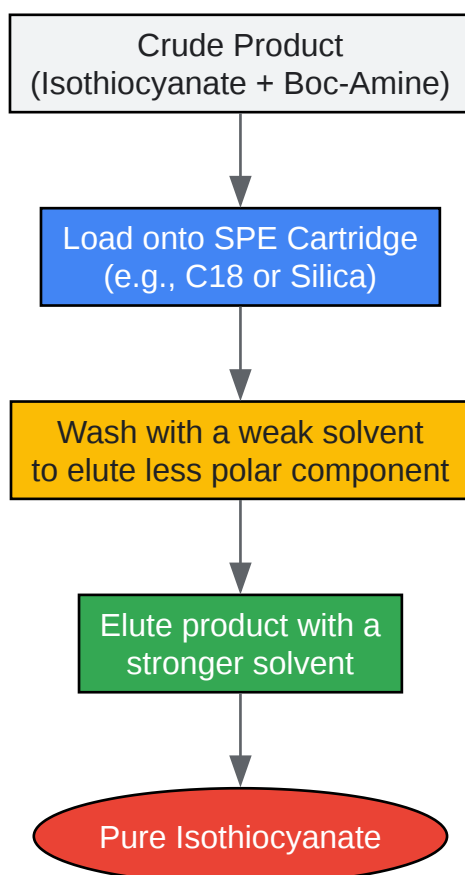 Crude Product
(Isothiocyanate + Boc-Amine)
Load onto SPE Cartridge
(e.g., C18 or Silica)
Wash with a weak solvent
to elute less polar component
Elute product with a
stronger solvent
Pure Isothiocyanate